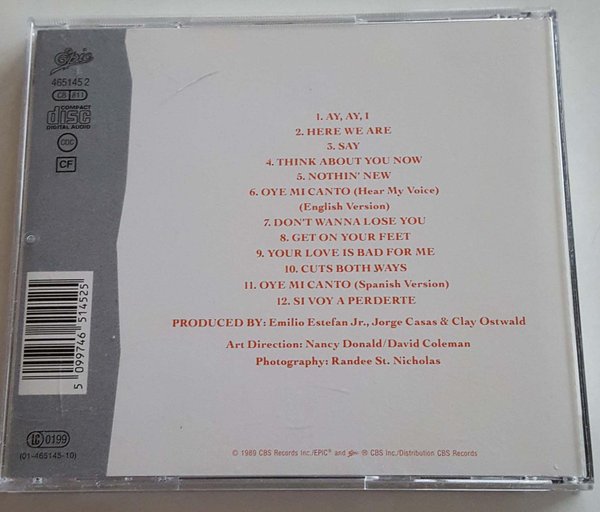 Epic
465145 2
CB 811
COMPACT
disc
DIGITAL AUDIO
CDC
CF
1. AY, AY, I
2. HERE WE ARE
3. SAY
4. THINK ABOUT YOU NOW
5. NOTHIN' NEW
6. OYE MI CANTO (Hear My Voice)
(English Version)
7. DON'T WANNA LOSE YOU
8. GET ON YOUR FEET
9. YOUR LOVE IS BAD FOR ME
10. CUTS BOTH WAYS
11. OYE MI CANTO (Spanish Version)
12. SI VOY A PERDERTE
PRODUCED BY: Emilio Estefan Jr., Jorge Casas & Clay Ostwald
Art Direction: Nancy Donald/David Coleman
Photography: Randee St. Nicholas
5 099746 514525
LC 0199
(01-465145-10)
© 1989 CBS Records Inc./EPIC® and Epic ℗ CBS Inc./Distribution CBS Records